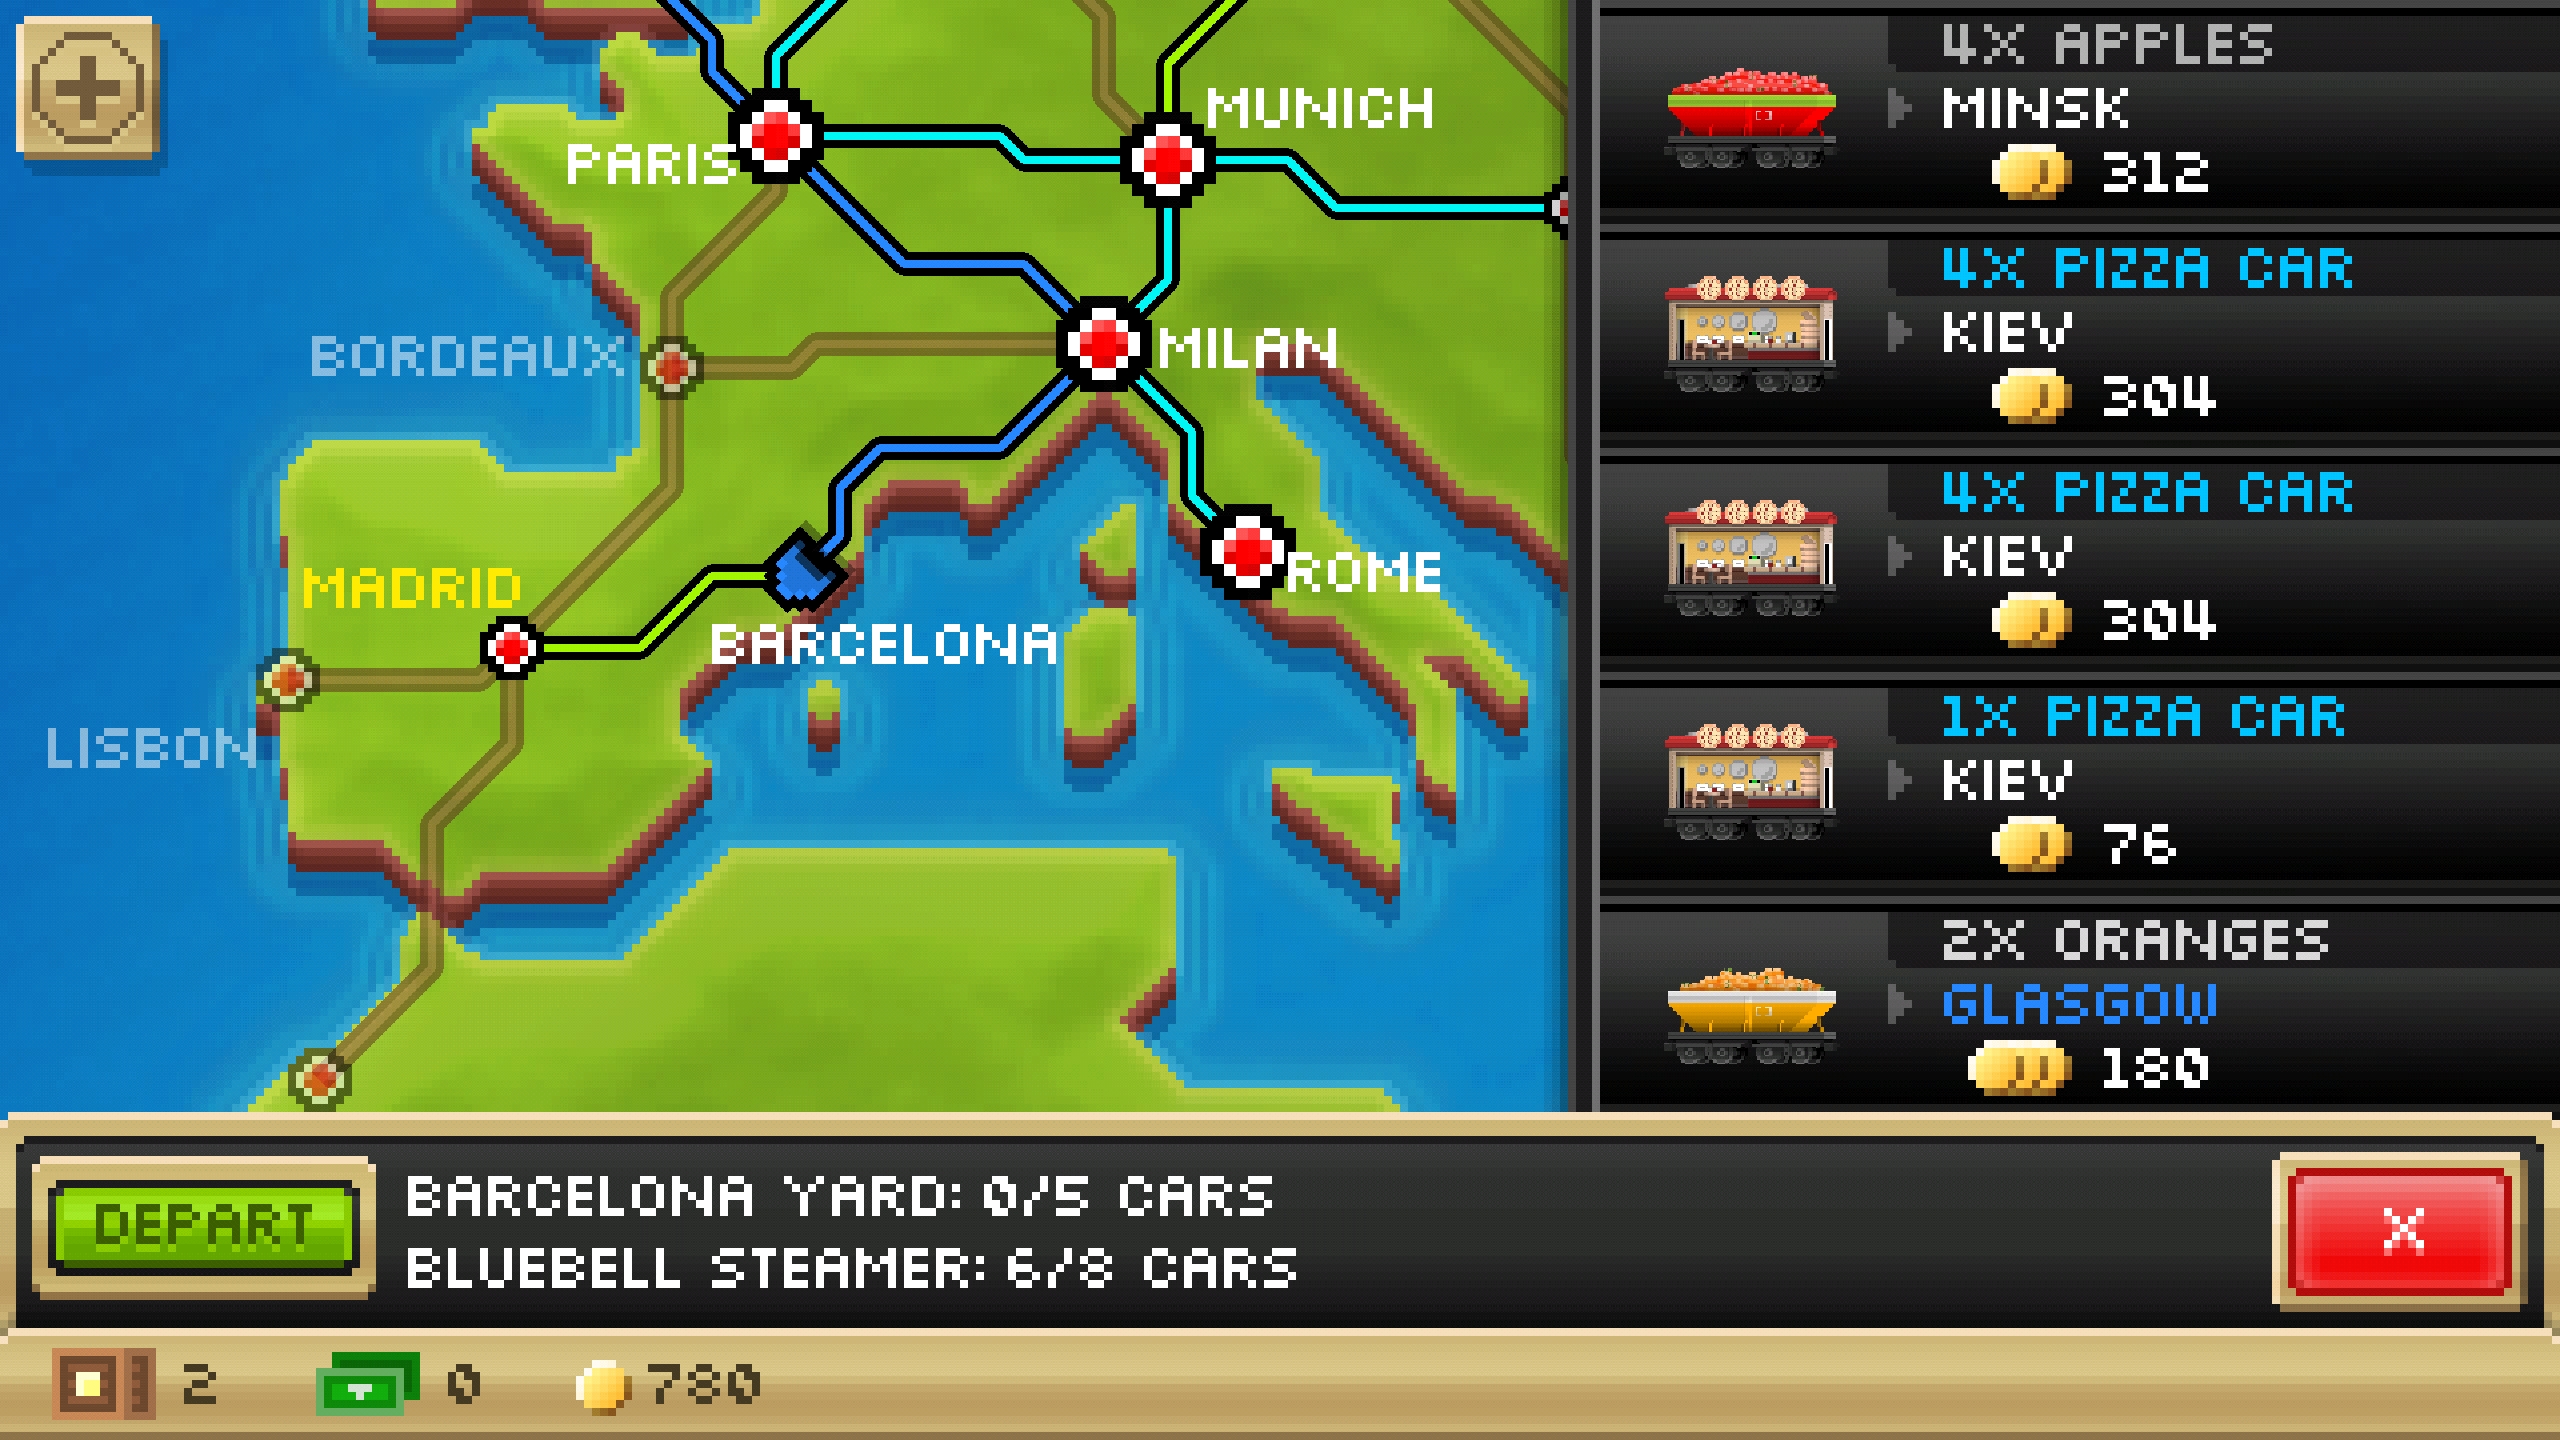 MUNICH
PARIS
BORDEAUX
MILAN
MADRID
ROME
BARCELONA
LISBON
4X APPLES
MINSK
312
4X PIZZA CAR
KIEV
304
4X PIZZA CAR
KIEV
304
1X PIZZA CAR
KIEV
76
2X ORANGES
GLASGOW
180
DEPART
BARCELONA YARD: 0/5 CARS
BLUEBELL STEAMER: 6/8 CARS
X
2 0 780